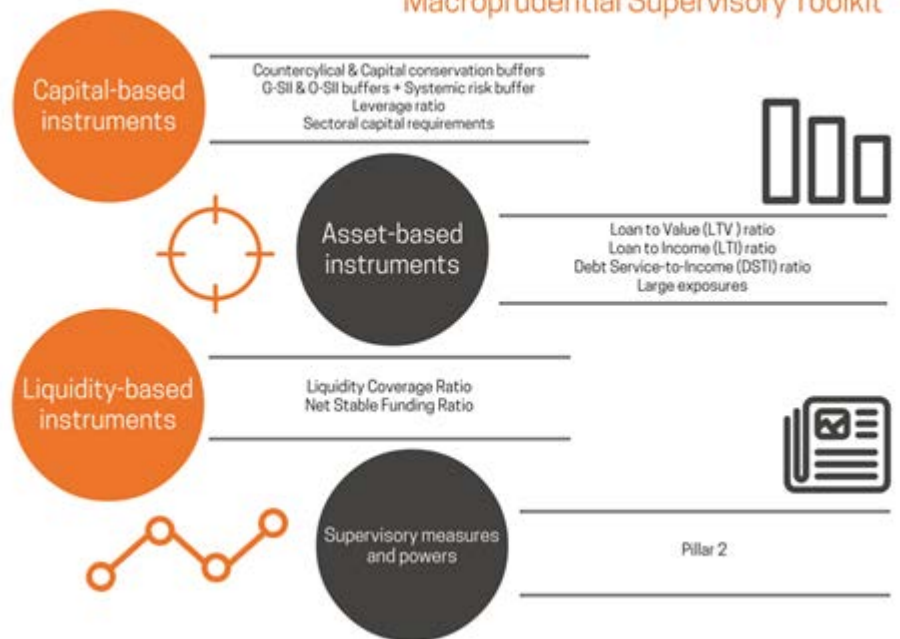 Macroprudential Supervisory Toolkit
Capital-based
instruments
Countercylical & Capital conservation buffers
G-SII & O-SII buffers + Systemic risk buffer
Leverage ratio
Sectoral capital requirements
Asset-based
instruments
Loan to Value (LTV ) ratio
Loan to Income (LTI) ratio
Debt Service-to-Income (DSTI) ratio
Large exposures
Liquidity-based
instruments
Liquidity Coverage Ratio
Net Stable Funding Ratio
Supervisory measures
and powers
Pillar 2